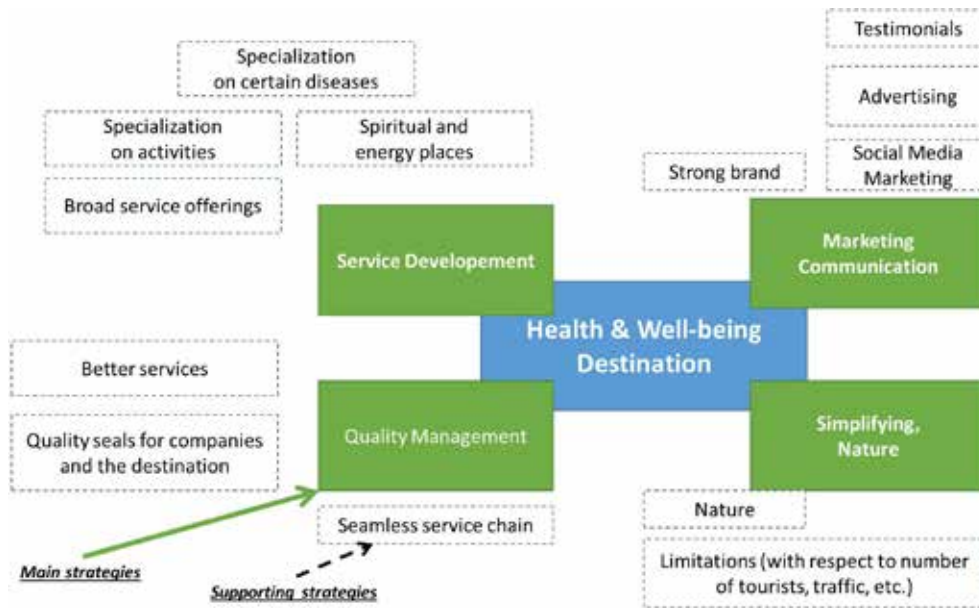 Testimonials
Specialization
on certain diseases
Advertising
Specialization
on activities
Spiritual and
energy places
Strong brand
Social Media
Marketing
Broad service offerings
Service Developement
Marketing
Communication
Health & Well-being
Destination
Better services
Quality seals for companies
and the destination
Quality Management
Simplifying,
Nature
Seamless service chain
Nature
Limitations (with respect to number
of tourists, traffic, etc.)
Main strategies
Supporting strategies